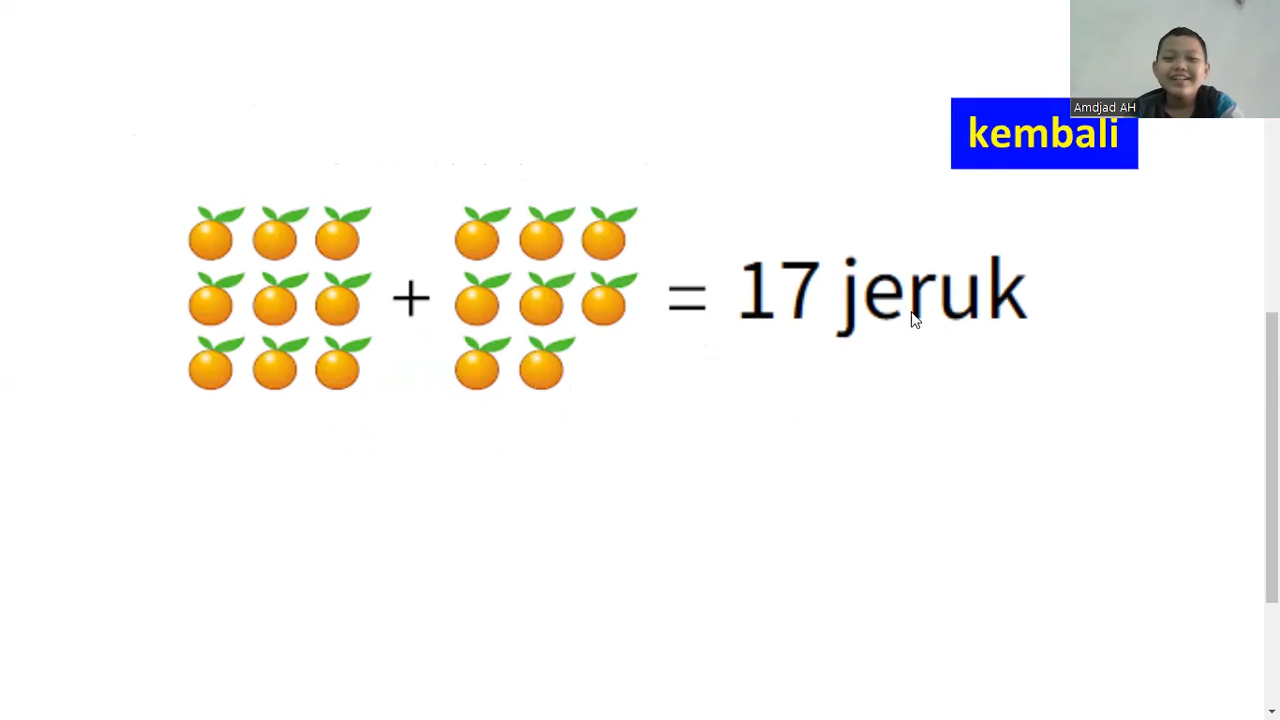 Amdjad AH
kembali
+ = 17 jeruk